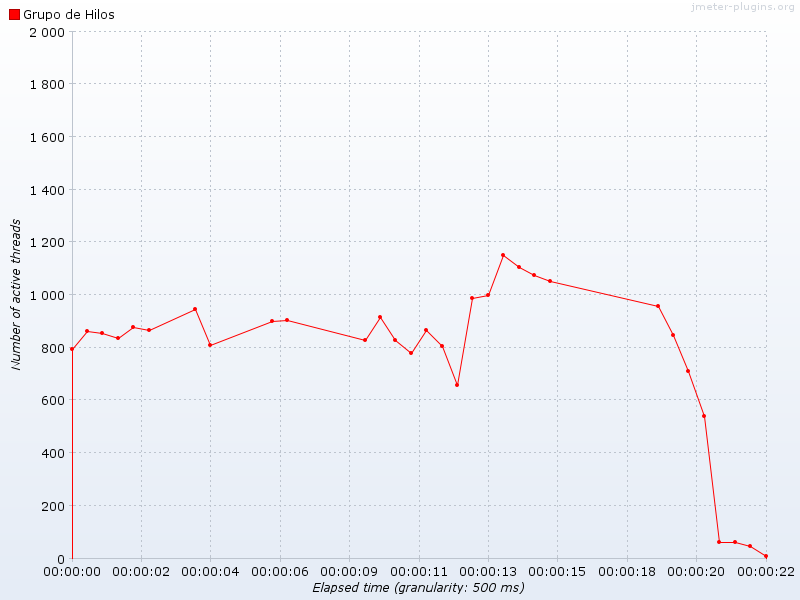 jmeter-plugins.org
Grupo de Hilos
2 000
1 800
1 600
1 400
1 200
1 000
800
600
400
200
0
Number of active threads
00:00:00 00:00:02 00:00:04 00:00:06 00:00:09 00:00:11 00:00:13 00:00:15 00:00:18 00:00:20 00:00:22
Elapsed time (granularity: 500 ms)